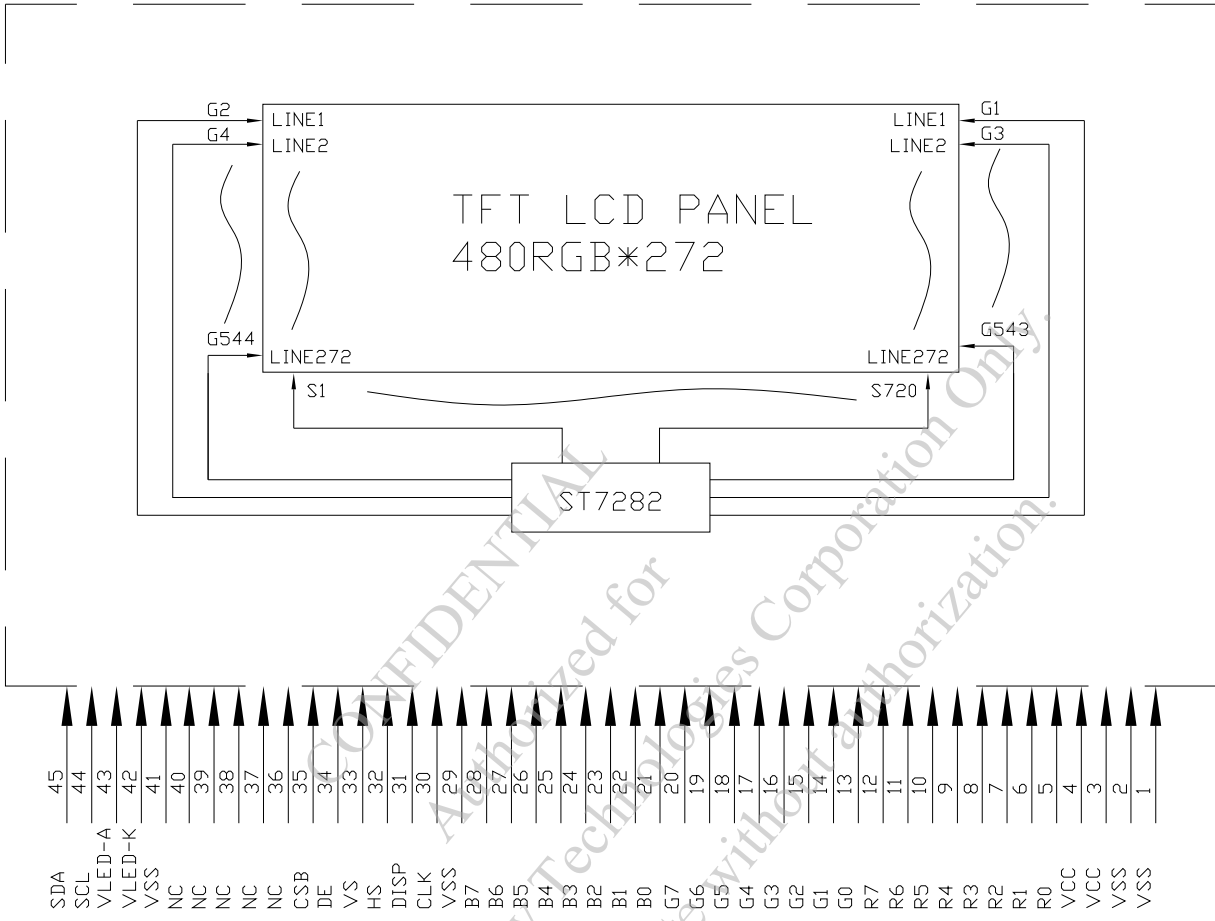 G2
G4
G544
LINE1
LINE2
LINE272
TFT LCD PANEL
480RGB*272
LINE1
LINE2
LINE272
G1
G3
G543
S1
S720
ST7282
45 44 43 42 41 40 39 38 37 36 35 34 33 32 31 30 29 28 27 26 25 24 23 22 21 20 19 18 17 16 15 14 13 12 11 10 9 8 7 6 5 4 3 2 1
SDA SCL VLED-A VLED-K VSS NC NC NC NC NC CSB DE VS HS DISP CLK VSS B7 B6 B5 B4 B3 B2 B1 B0 G7 G6 G5 G4 G3 G2 G1 G0 R7 R6 R5 R4 R3 R2 R1 R0 VCC VCC VSS VSS
CONFIDENTIAL
Authorized for
Technologies Corporation Only.
without authorization.